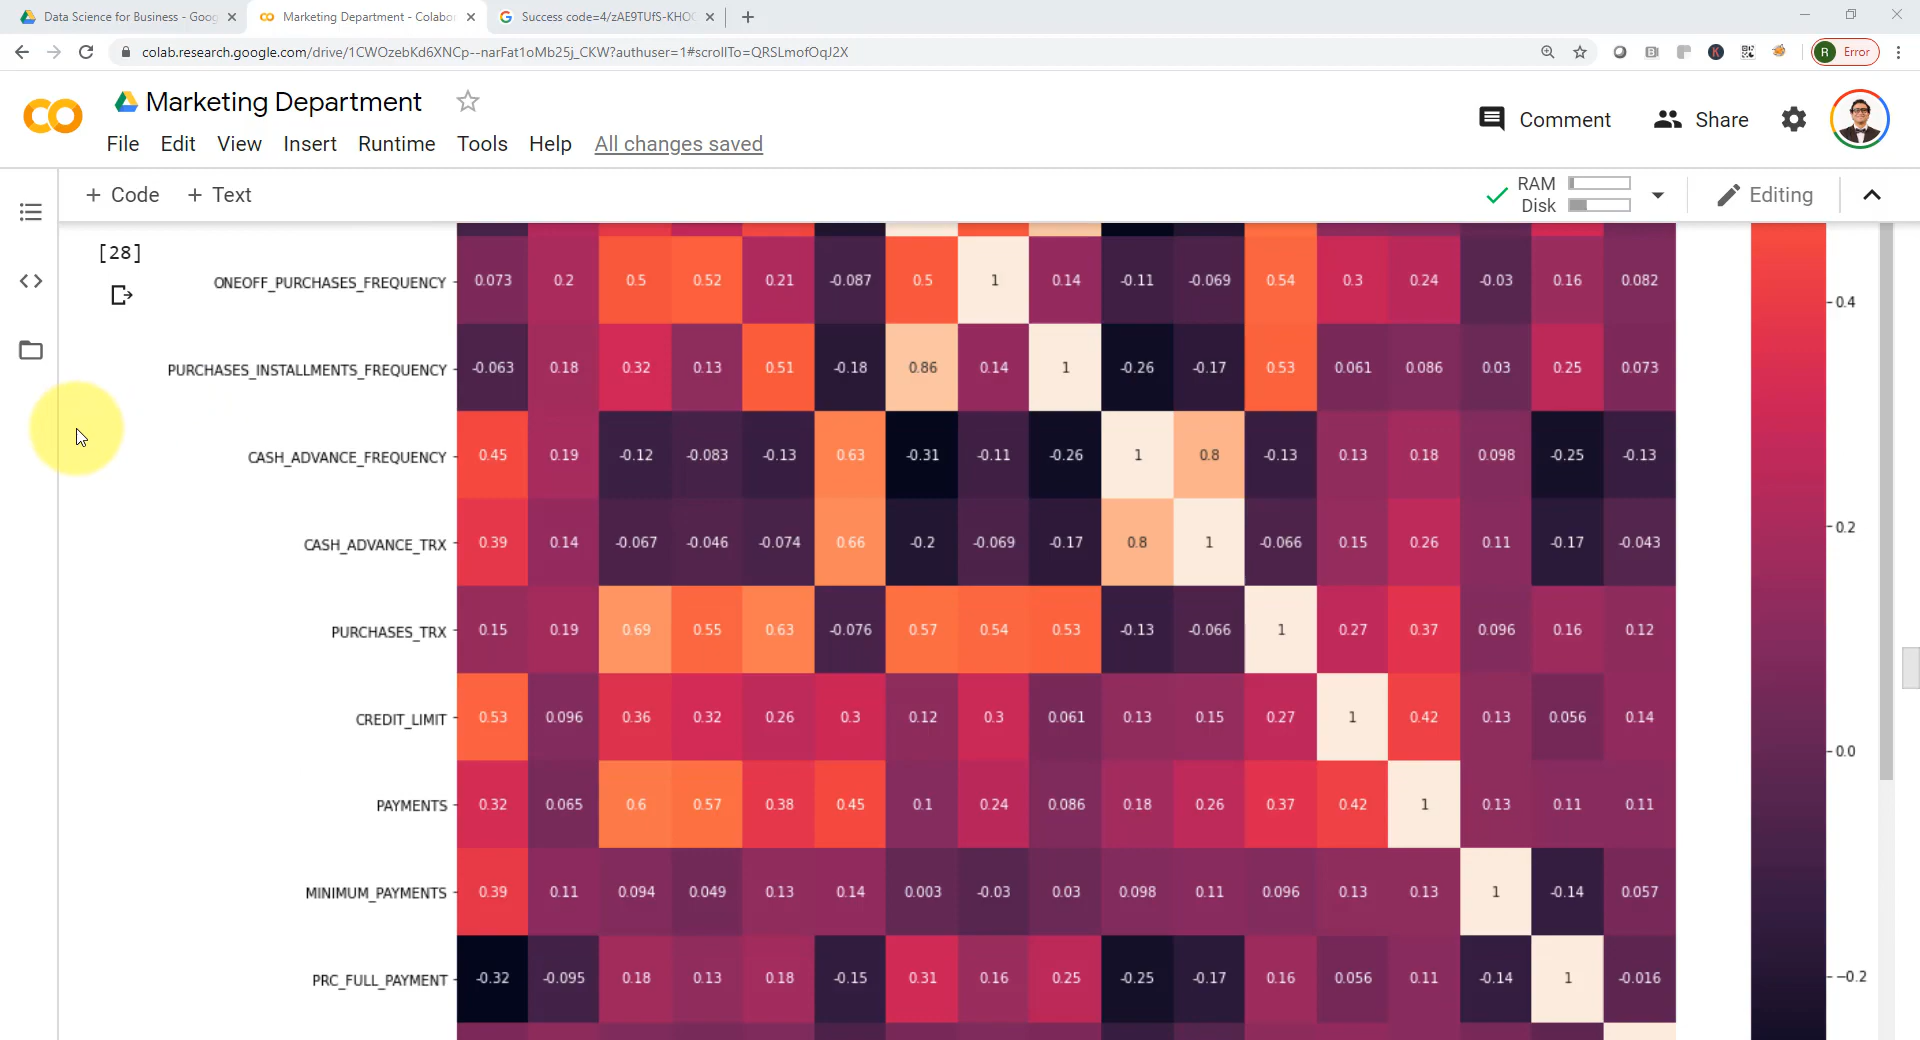 Data Science for Business - Goog
Marketing Department - Colabo
Success code=4/zAE9TUfS-KHO
colab.research.google.com/drive/1CWOzebKd6XNCp--narFat1oMb25j_CKW?authuser=1#scrollTo=QRSLmofOqJ2X
R Error
Marketing Department
Comment
Share
File Edit View Insert Runtime Tools Help All changes saved
+ Code + Text
RAM
Disk
Editing
[28]
ONEOFF_PURCHASES_FREQUENCY 0.073 0.2 0.5 0.52 0.21 -0.087 0.5 1 0.14 -0.11 -0.069 0.54 0.3 0.24 -0.03 0.16 0.082
0.4
PURCHASES_INSTALLMENTS_FREQUENCY -0.063 0.18 0.32 0.13 0.51 -0.18 0.86 0.14 1 -0.26 -0.17 0.53 0.061 0.086 0.03 0.25 0.073
CASH_ADVANCE_FREQUENCY 0.45 0.19 -0.12 -0.083 -0.13 0.63 -0.31 -0.11 -0.26 1 0.8 -0.13 0.13 0.18 0.098 -0.25 -0.13
0.2
CASH_ADVANCE_TRX 0.39 0.14 -0.067 -0.046 -0.074 0.66 -0.2 -0.069 -0.17 0.8 1 -0.066 0.15 0.26 0.11 -0.17 -0.043
PURCHASES_TRX 0.15 0.19 0.69 0.55 0.63 -0.076 0.57 0.54 0.53 -0.13 -0.066 1 0.27 0.37 0.096 0.16 0.12
CREDIT_LIMIT 0.53 0.096 0.36 0.32 0.26 0.3 0.12 0.3 0.061 0.13 0.15 0.27 1 0.42 0.13 0.056 0.14
0.0
PAYMENTS 0.32 0.065 0.6 0.57 0.38 0.45 0.1 0.24 0.086 0.18 0.26 0.37 0.42 1 0.13 0.11 0.11
MINIMUM_PAYMENTS 0.39 0.11 0.094 0.049 0.13 0.14 0.003 -0.03 0.03 0.098 0.11 0.096 0.13 0.13 1 -0.14 0.057
PRC_FULL_PAYMENT -0.32 -0.095 0.18 0.13 0.18 -0.15 0.31 0.16 0.25 -0.25 -0.17 0.16 0.056 0.11 -0.14 1 -0.016
−0.2